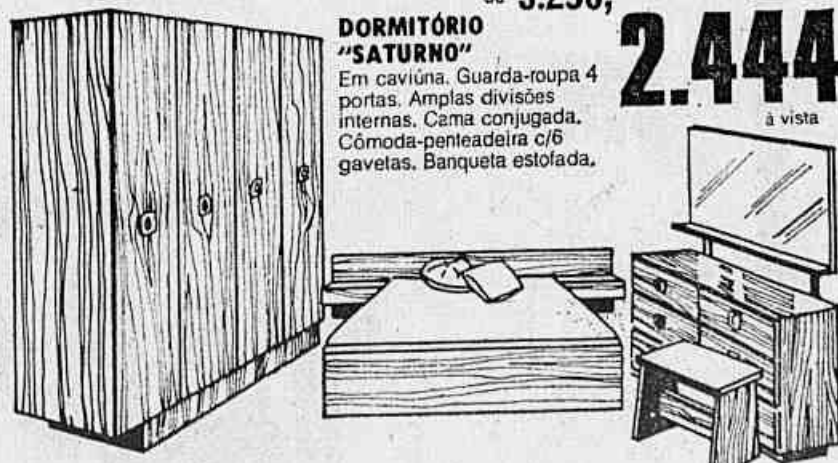 DORMITÓRIO
"SATURNO"
Em caviúna. Guarda-roupa 4
portas. Amplas divisões
internas. Cama conjugada.
Cômoda-penteadeira c/6
gavetas. Banqueta estofada.
2.444
à vista